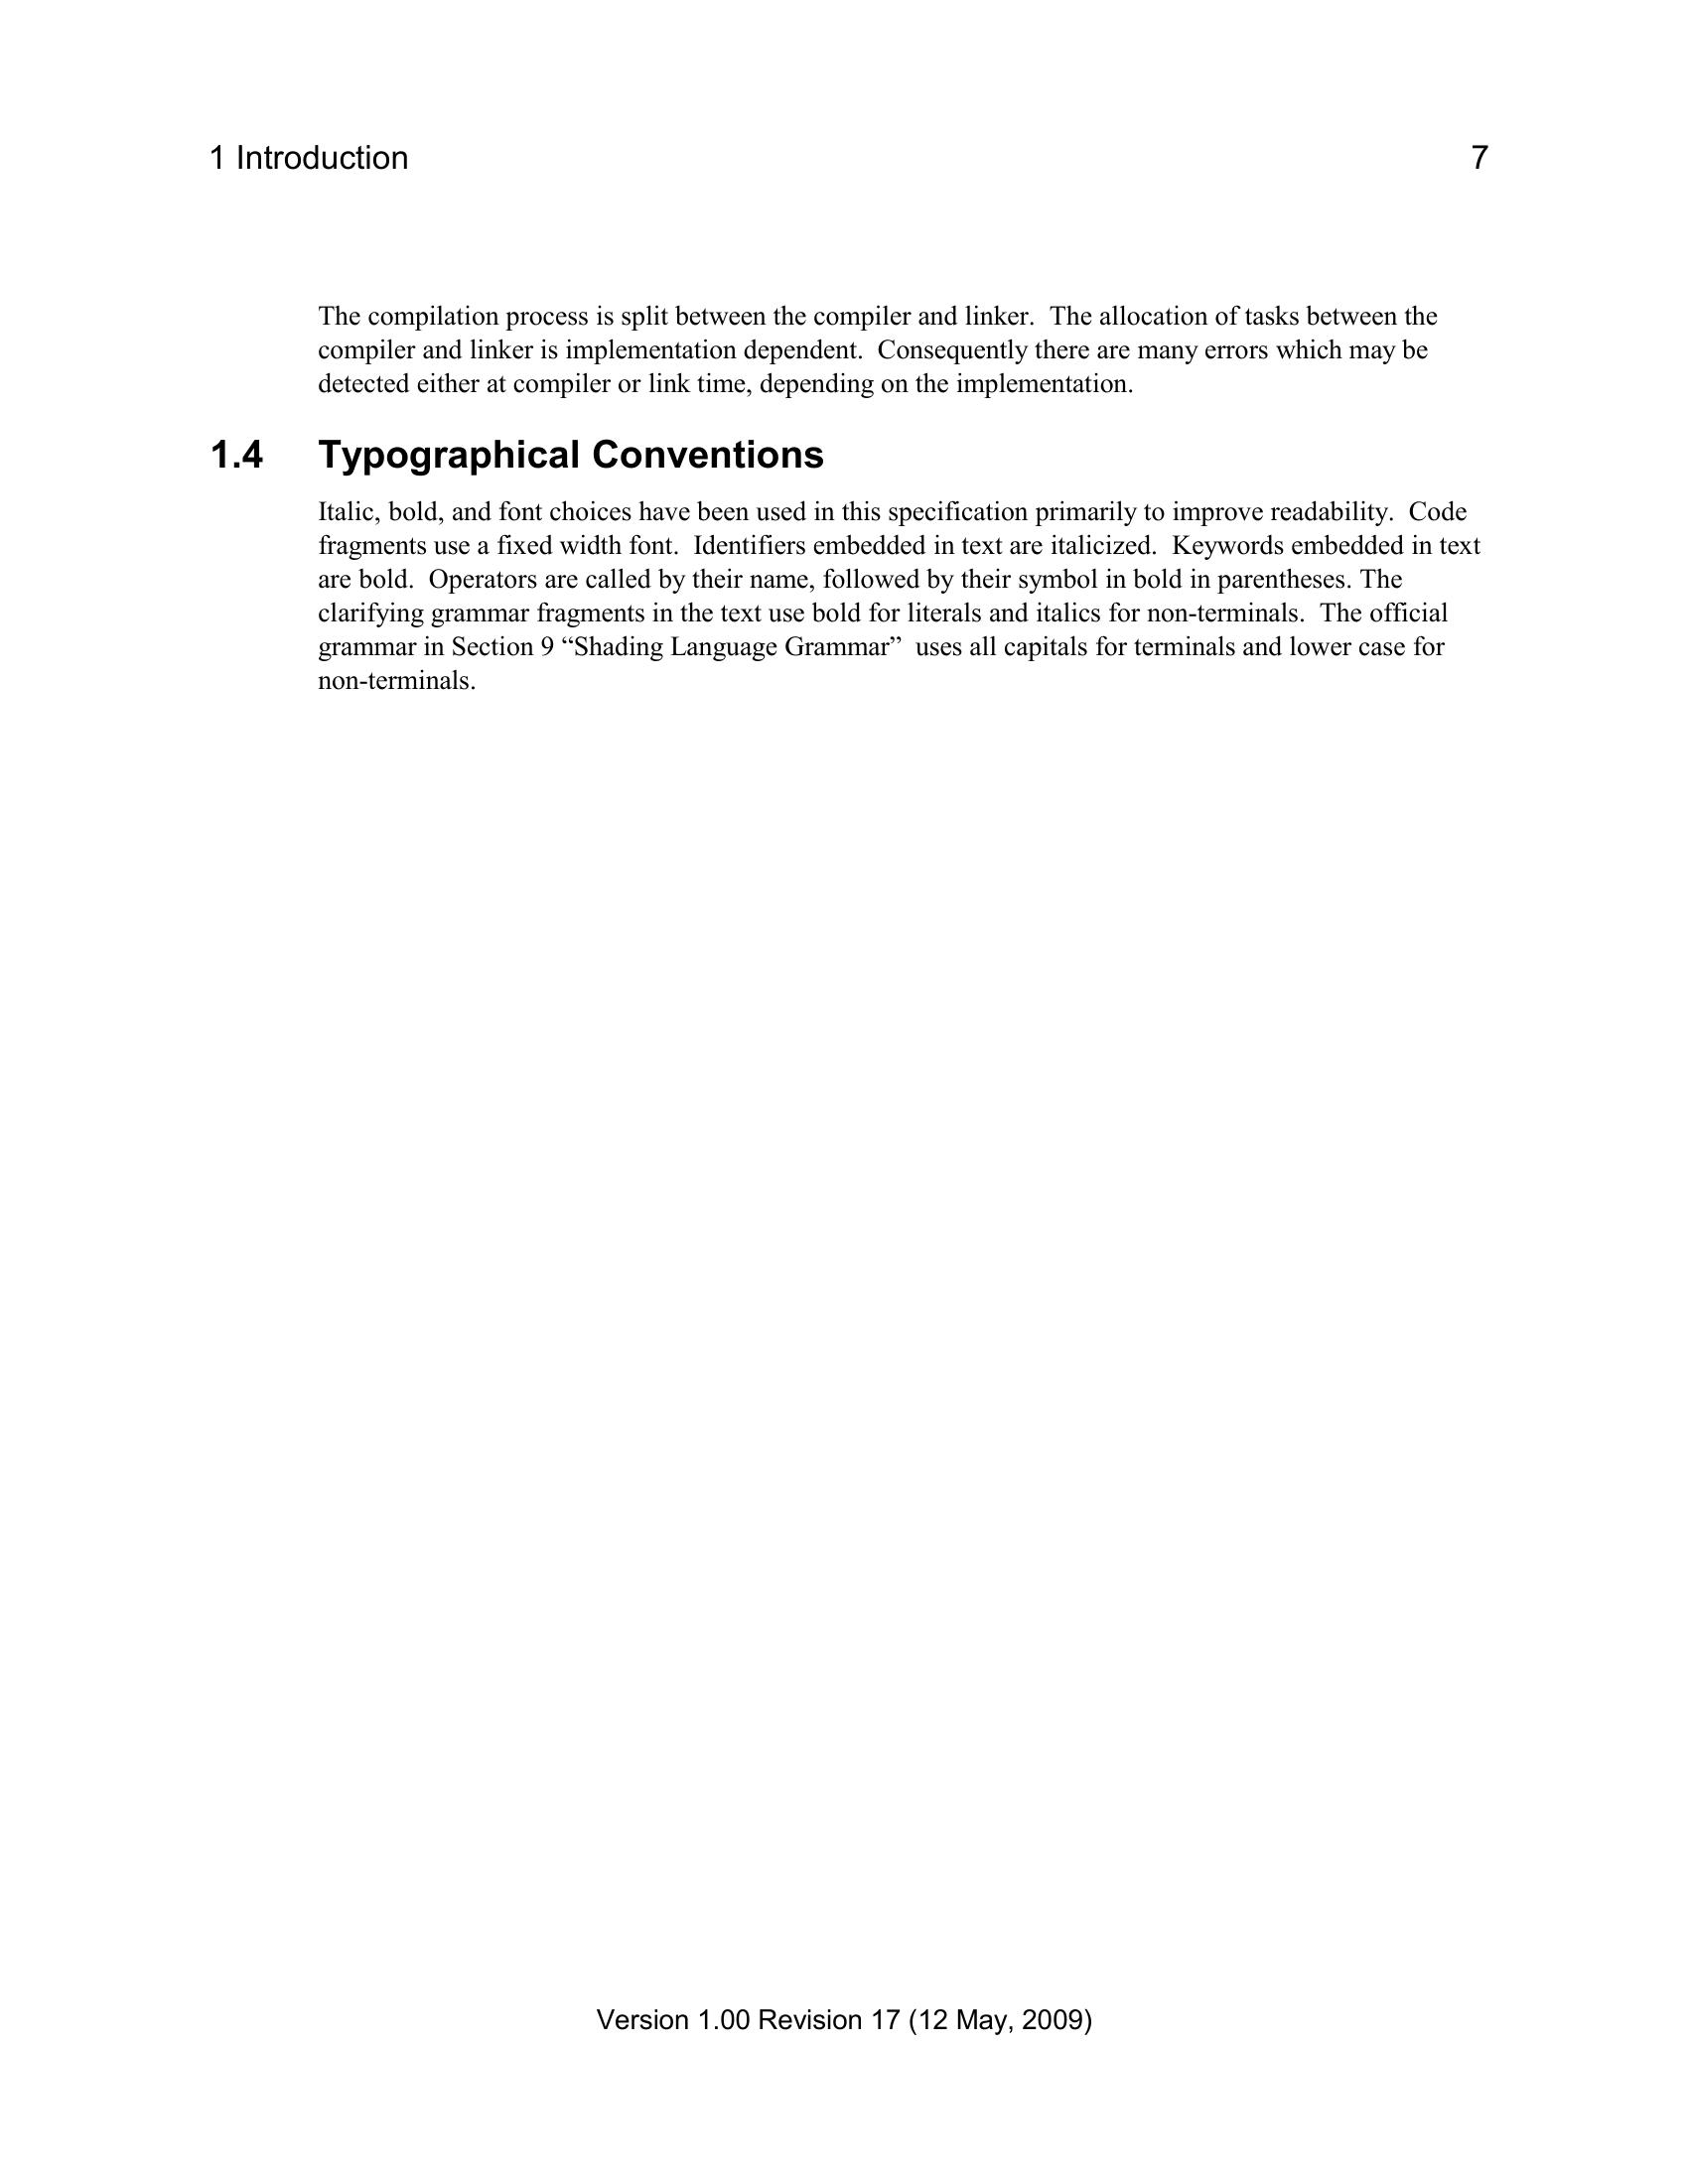 1 Introduction 7
The compilation process is split between the compiler and linker.  The allocation of tasks between the
compiler and linker is implementation dependent.  Consequently there are many errors which may be
detected either at compiler or link time, depending on the implementation.
1.4 Typographical Conventions
Italic, bold, and font choices have been used in this specification primarily to improve readability.  Code
fragments use a fixed width font.  Identifiers embedded in text are italicized.  Keywords embedded in text
are bold.  Operators are called by their name, followed by their symbol in bold in parentheses. The
clarifying grammar fragments in the text use bold for literals and italics for non-terminals.  The official
grammar in Section 9 “Shading Language Grammar”  uses all capitals for terminals and lower case for
non-terminals.
Version 1.00 Revision 17 (12 May, 2009)